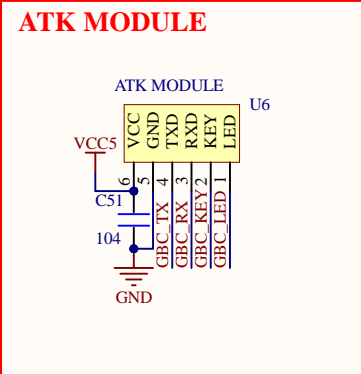 ATK MODULE
ATK MODULE
U6
VCC
GND
TXD
RXD
KEY
LED
VCC5
6
5
4
3
2
1
C51
104
GBC_TX
GBC_RX
GBC_KEY
GBC_LED
GND